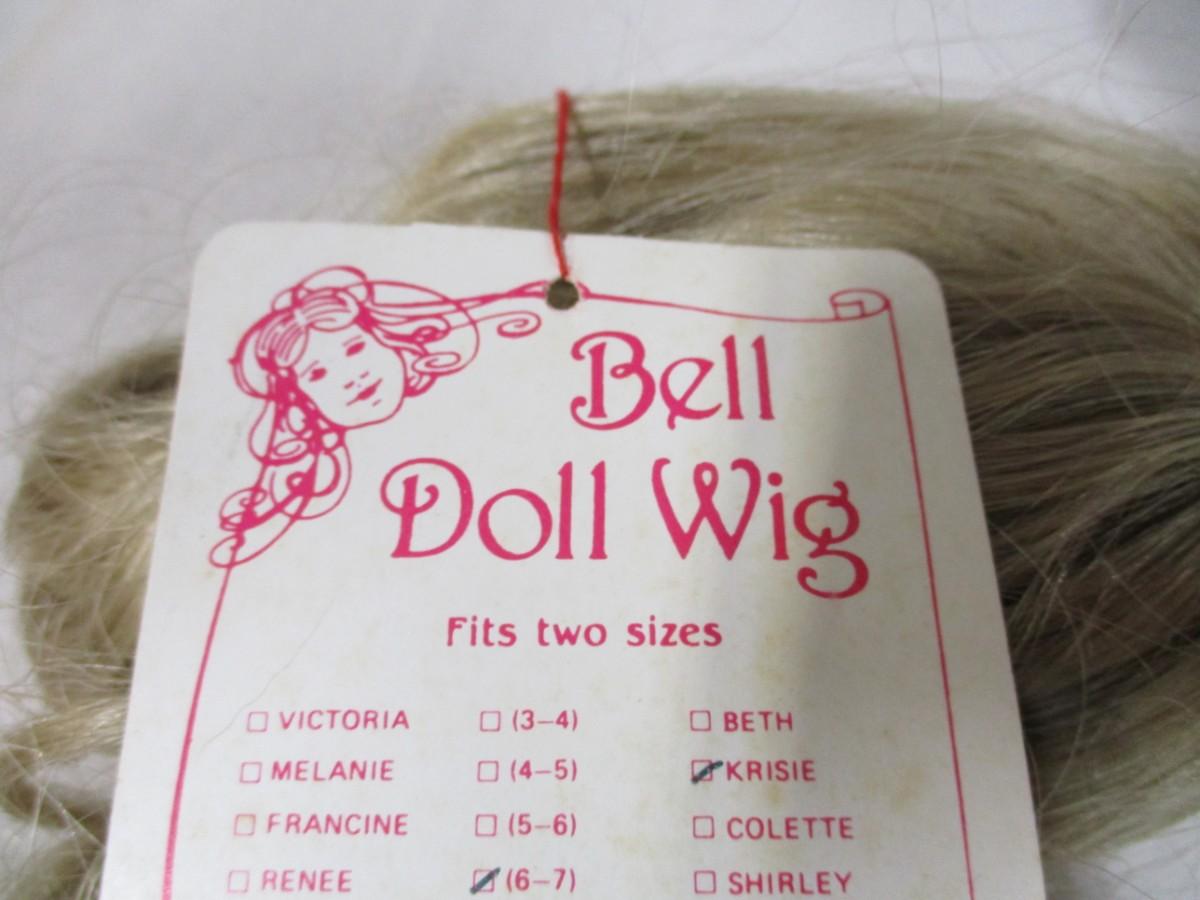 Bell
Doll Wig
Fits two sizes
☐ VICTORIA ☐ (3–4) ☐ BETH
☐ MELANIE ☐ (4–5) ☑ KRISIE
☐ FRANCINE ☐ (5–6) ☐ COLETTE
☐ RENEE ☑ (6–7) ☐ SHIRLEY